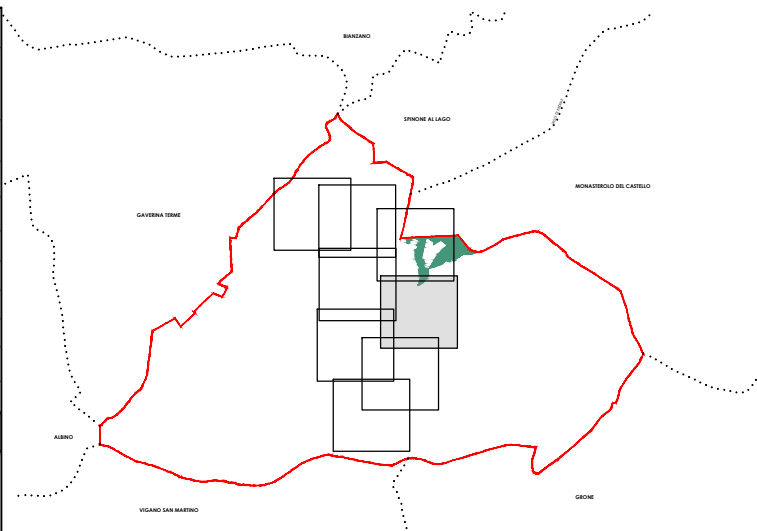 BIANZANO
SPINONE AL LAGO
MONASTEROLO DEL CASTELLO
GAVERINA TERME
ALBINO
GRONE
VIGANO SAN MARTINO